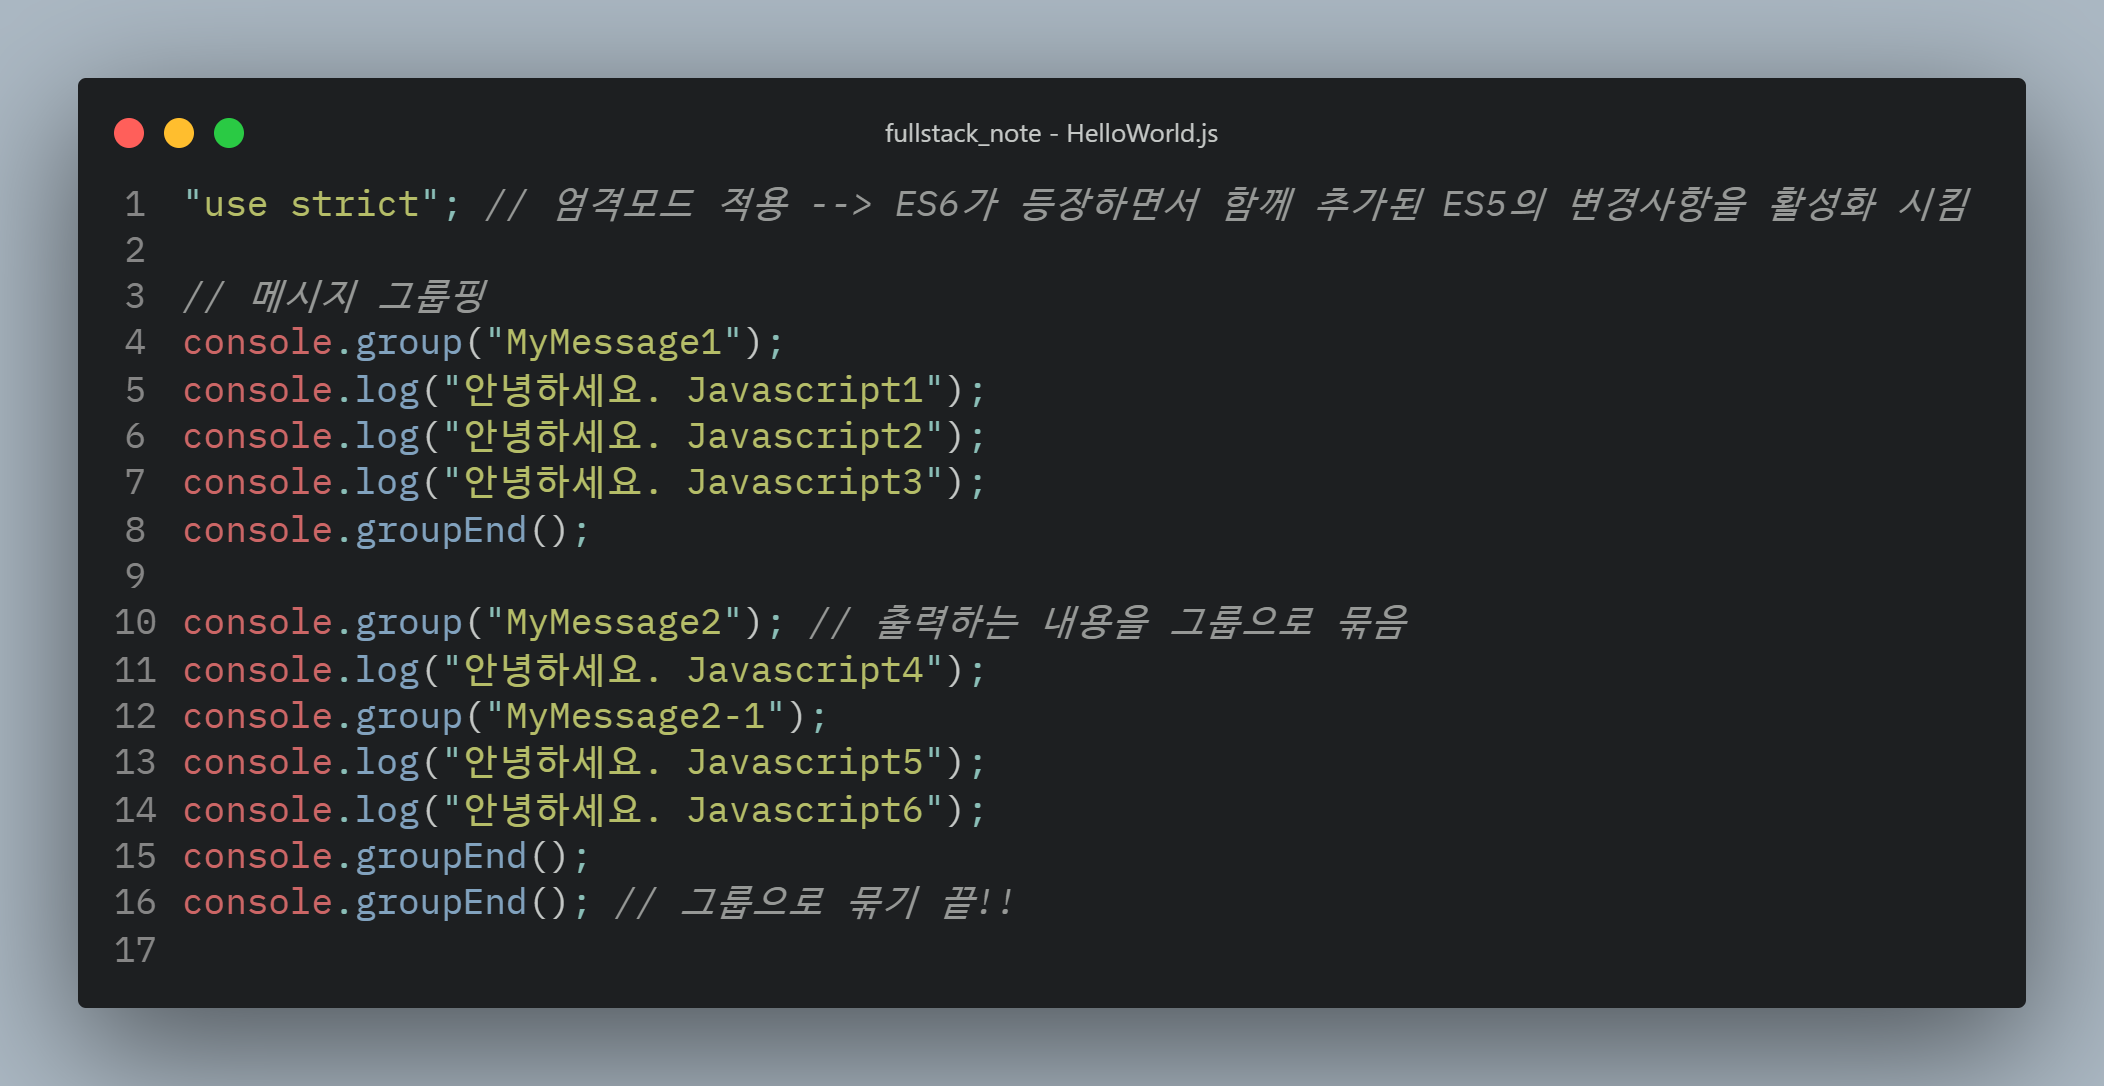 fullstack_note - HelloWorld.js
1 "use strict"; // 엄격모드 적용 --> ES6가 등장하면서 함께 추가된 ES5의 변경사항을 활성화 시킴
2
3 // 메시지 그룹핑
4 console.group("MyMessage1");
5 console.log("안녕하세요. Javascript1");
6 console.log("안녕하세요. Javascript2");
7 console.log("안녕하세요. Javascript3");
8 console.groupEnd();
9
10 console.group("MyMessage2"); // 출력하는 내용을 그룹으로 묶음
11 console.log("안녕하세요. Javascript4");
12 console.group("MyMessage2-1");
13 console.log("안녕하세요. Javascript5");
14 console.log("안녕하세요. Javascript6");
15 console.groupEnd();
16 console.groupEnd(); // 그룹으로 묶기 끝!!
17